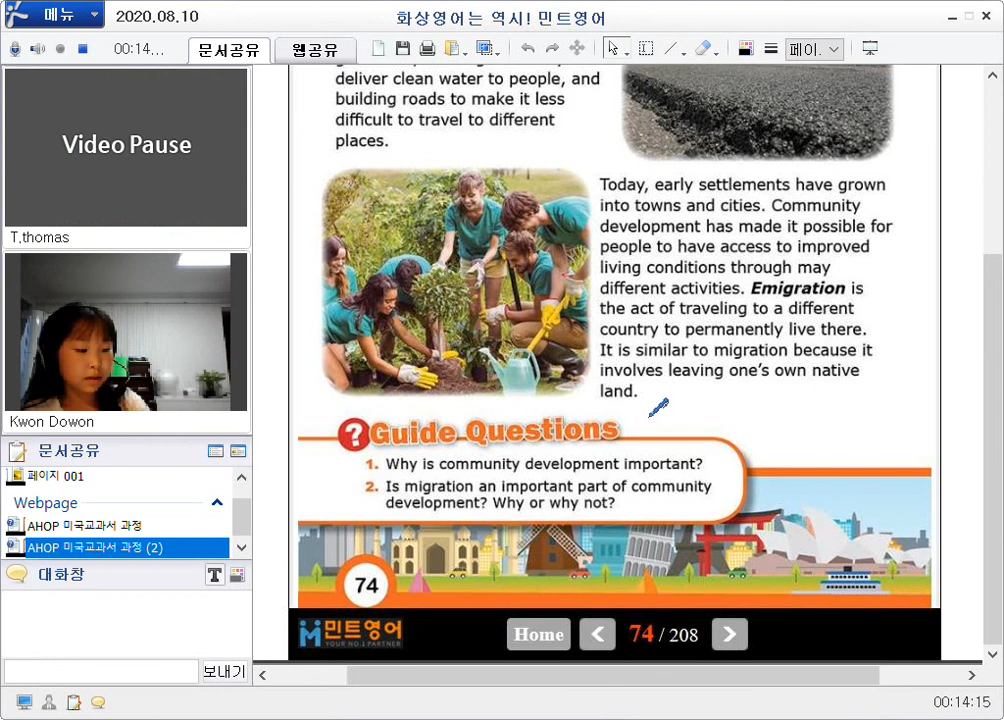 메뉴
2020.08.10
화상영어는 역시! 민트영어
00:14...
문서공유
웹공유
페이.
Video Pause
T.thomas
Kwon Dowon
문서공유
페이지 001
Webpage
AHOP 미국교과서 과정
AHOP 미국교과서 과정 (2)
대화창
T
보내기
deliver clean water to people, and
building roads to make it less
difficult to travel to different
places.
Today, early settlements have grown
into towns and cities. Community
development has made it possible for
people to have access to improved
living conditions through may
different activities. Emigration is
the act of traveling to a different
country to permanently live there.
It is similar to migration because it
involves leaving one's own native
land.
? Guide Questions
1. Why is community development important?
2. Is migration an important part of community
development? Why or why not?
74
민트영어
YOUR NO.1 PARTNER
Home
<
74 / 208
>
00:14:15